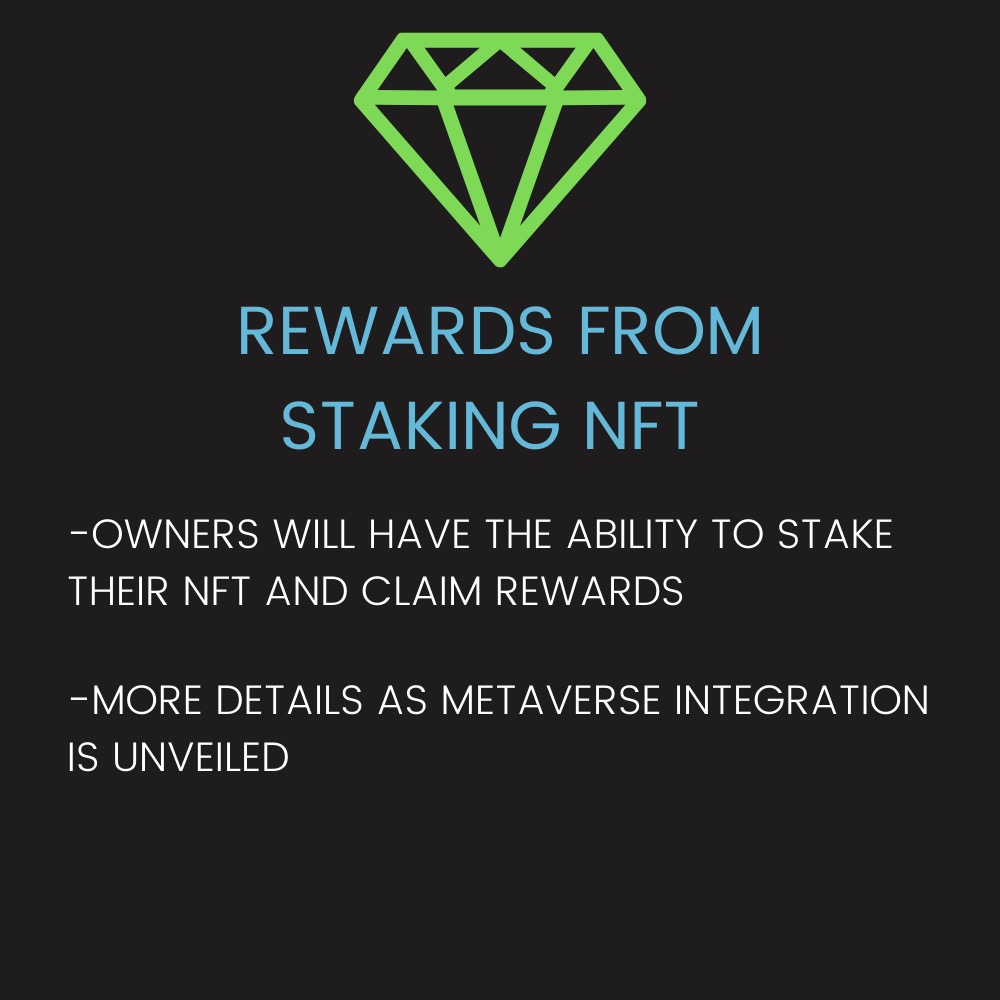 REWARDS FROM
STAKING NFT
-OWNERS WILL HAVE THE ABILITY TO STAKE
THEIR NFT AND CLAIM REWARDS
-MORE DETAILS AS METAVERSE INTEGRATION
IS UNVEILED